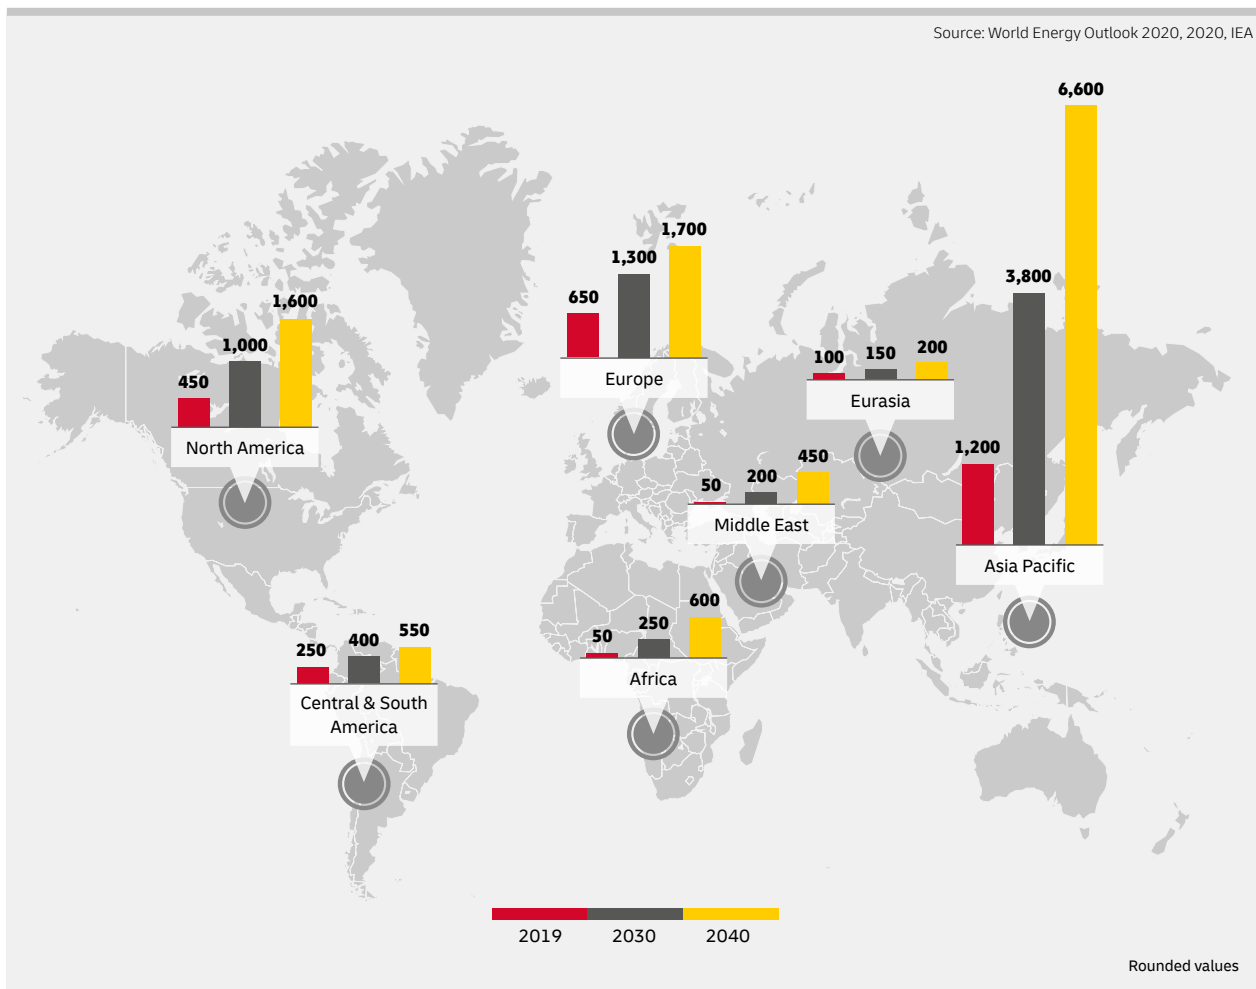 Source: World Energy Outlook 2020, 2020, IEA
6,600
3,800
1,200
Asia Pacific
1,700
1,300
650
Europe
1,600
1,000
450
North America
100
150
200
Eurasia
50
200
450
Middle East
50
250
600
Africa
250
400
550
Central & South
America
2019
2030
2040
Rounded values